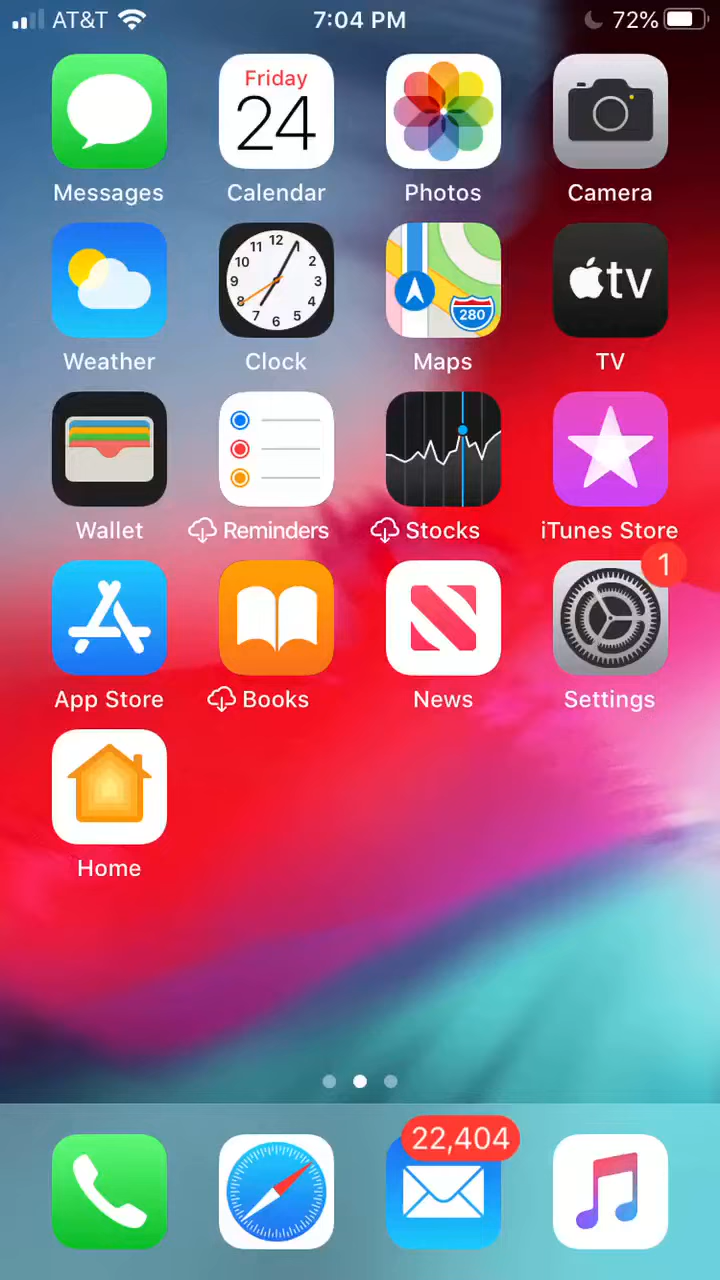 AT&T 7:04 PM 72%
Friday
24
Messages Calendar Photos Camera
12
11
10 2
9 3
8 4
7 5
6
280
tv
Weather Clock Maps TV
Wallet Reminders Stocks iTunes Store
1
App Store Books News Settings
Home
22,404